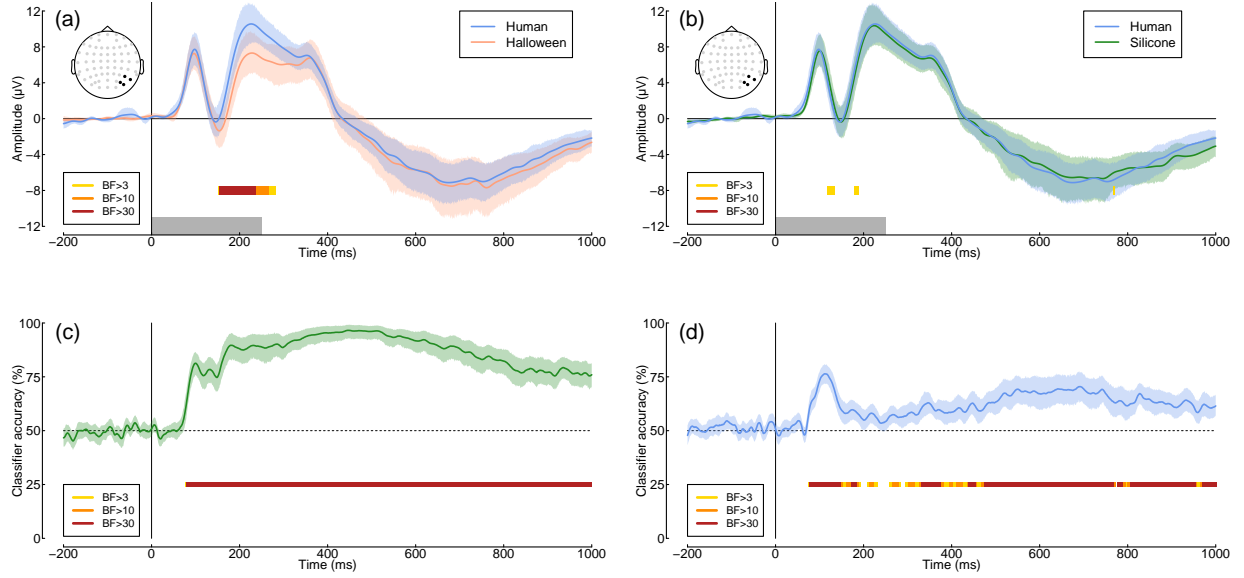 (a)
Human
Halloween
12
8
4
0
−4
−8
−12
Amplitude (µV)
BF>3
BF>10
BF>30
−200
0
200
400
600
800
1000
Time (ms)
(b)
Human
Silicone
12
8
4
0
−4
−8
−12
Amplitude (µV)
BF>3
BF>10
BF>30
−200
0
200
400
600
800
1000
Time (ms)
(c)
100
75
50
25
0
Classifier accuracy (%)
BF>3
BF>10
BF>30
−200
0
200
400
600
800
1000
Time (ms)
(d)
100
75
50
25
0
Classifier accuracy (%)
BF>3
BF>10
BF>30
−200
0
200
400
600
800
1000
Time (ms)